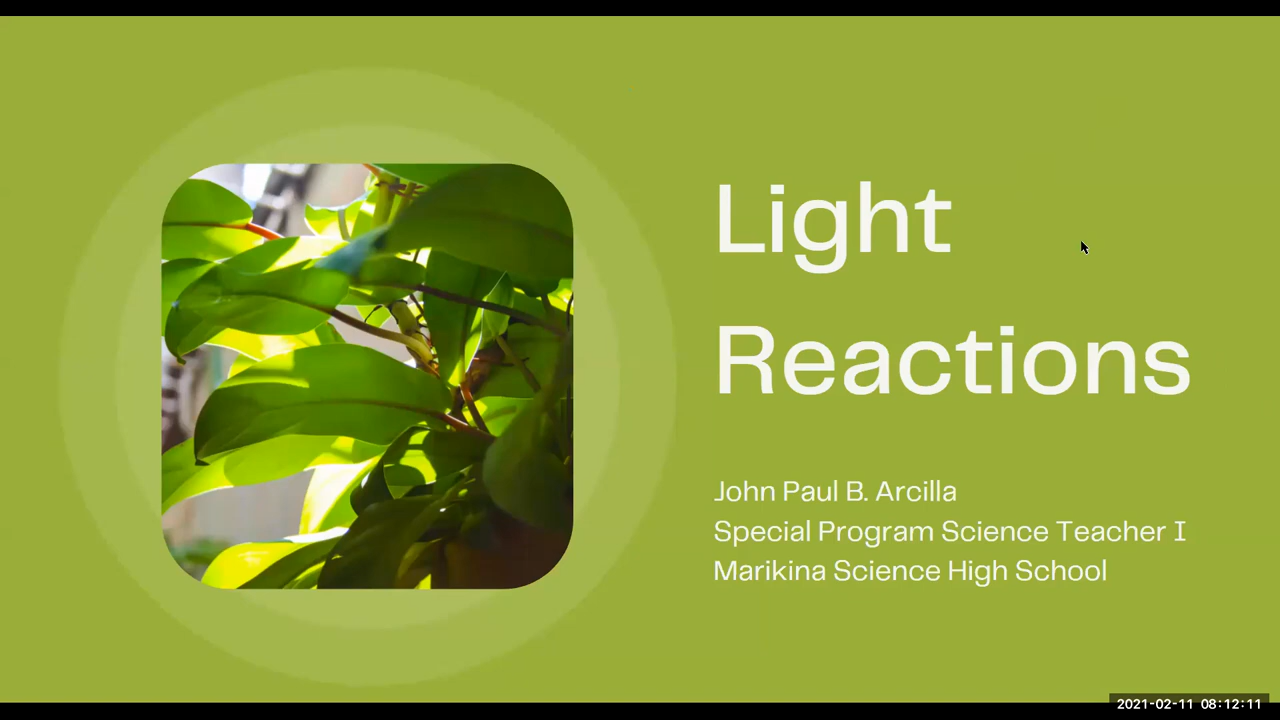 Light
Reactions
John Paul B. Arcilla
Special Program Science Teacher I
Marikina Science High School
2021-02-11 08:12:11